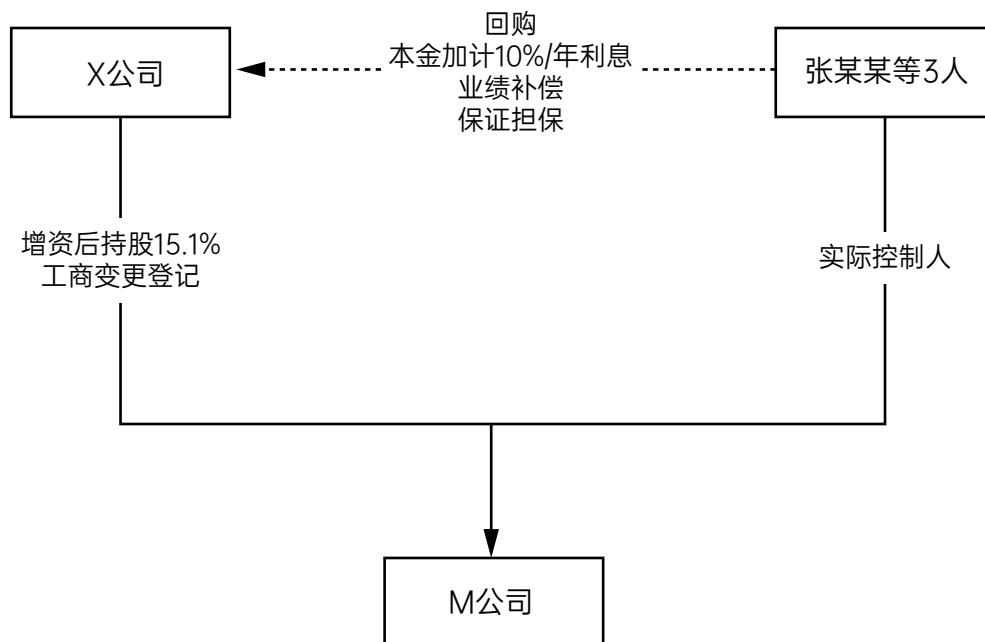 X公司
回购
本金加计10%/年利息
业绩补偿
保证担保
张某某等3人
增资后持股15.1%
工商变更登记
实际控制人
M公司